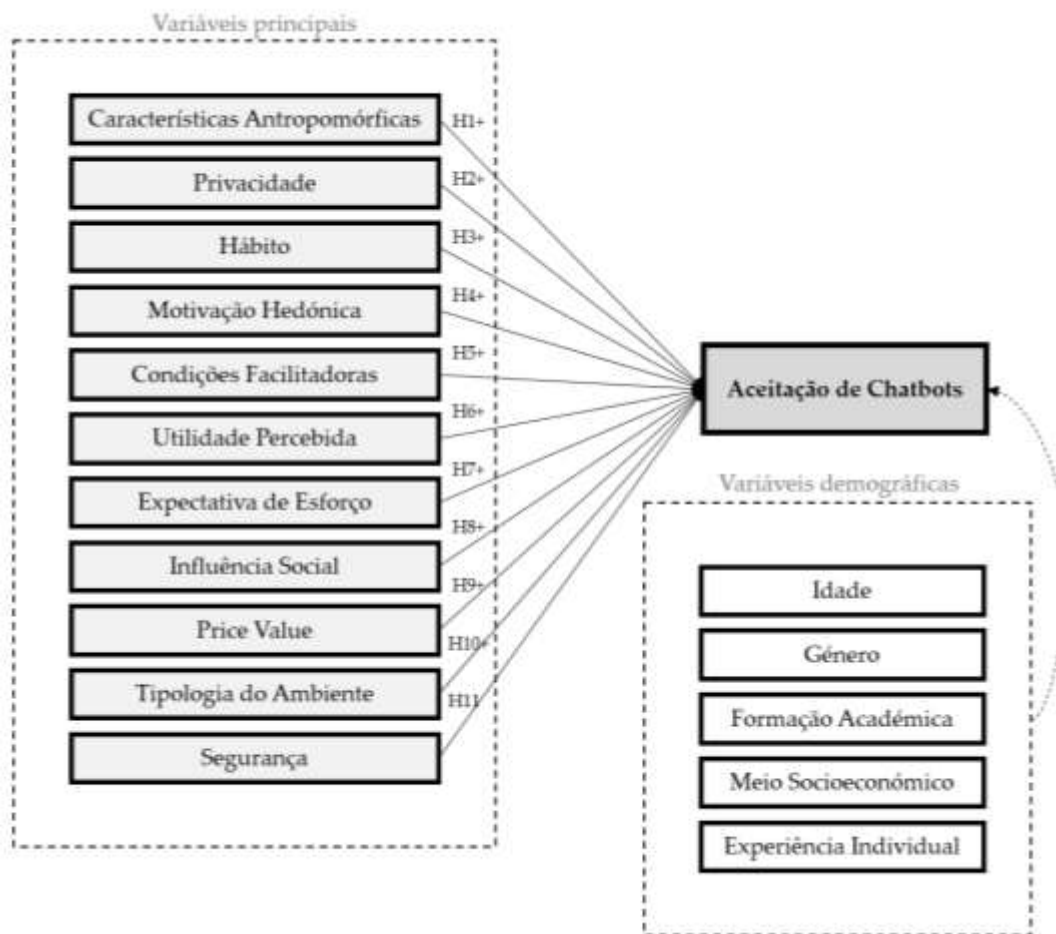 Variáveis principais
Características Antropomórficas
H1+
Privacidade
H2+
Hábito
H3+
Motivação Hedónica
H4+
Condições Facilitadoras
H5+
Utilidade Percebida
H6+
Expectativa de Esforço
H7+
Influência Social
H8+
Price Value
H9+
Tipologia do Ambiente
H10+
Segurança
H11
Aceitação de Chatbots
Variáveis demográficas
Idade
Género
Formação Académica
Meio Socioeconómico
Experiência Individual